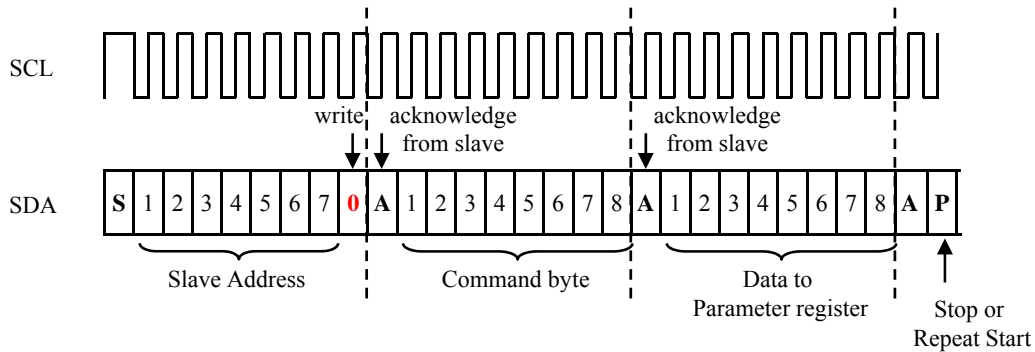 SCL
write
acknowledge
from slave
acknowledge
from slave
SDA
S 1 2 3 4 5 6 7 0 A 1 2 3 4 5 6 7 8 A 1 2 3 4 5 6 7 8 A P
Slave Address
Command byte
Data to
Parameter register
Stop or
Repeat Start